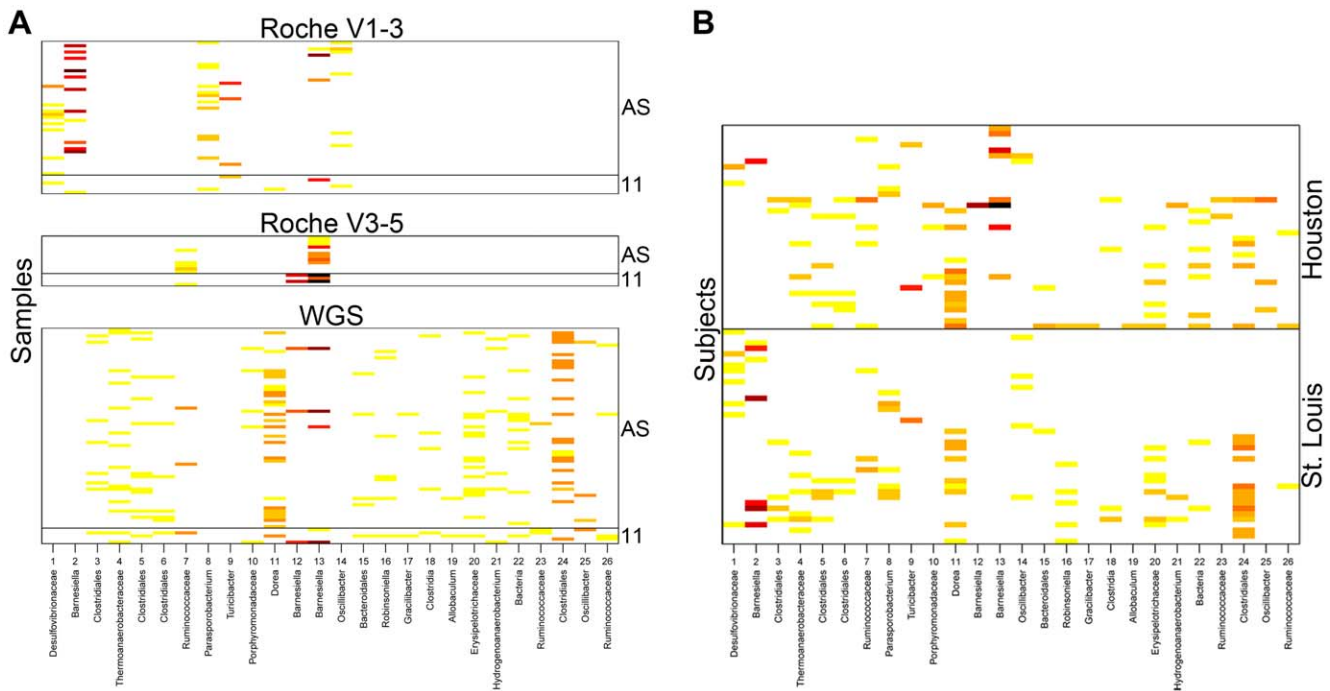 A
Roche V1-3
AS
11
Roche V3-5
AS
11
WGS
AS
11
Samples
1 2 3 4 5 6 7 8 9 10 11 12 13 14 15 16 17 18 19 20 21 22 23 24 25 26
Desulfovibrionaceae
Barnesiella
Clostridiales
Thermoanaerobacteraceae
Clostridiales
Clostridiales
Ruminococcaceae
Parasporobacterium
Turicibacter
Porphyromonadaceae
Dorea
Barnesiella
Barnesiella
Oscillibacter
Bacteroidales
Robinsoniella
Gracilibacter
Clostridia
Allobaculum
Erysipelotrichaceae
Hydrogenoanaerobacterium
Bacteria
Ruminococcaceae
Clostridiales
Oscillibacter
Ruminococcaceae
B
Houston
St. Louis
Subjects
1 2 3 4 5 6 7 8 9 10 11 12 13 14 15 16 17 18 19 20 21 22 23 24 25 26
Desulfovibrionaceae
Barnesiella
Clostridiales
Thermoanaerobacteraceae
Clostridiales
Clostridiales
Ruminococcaceae
Parasporobacterium
Turicibacter
Porphyromonadaceae
Dorea
Barnesiella
Barnesiella
Oscillibacter
Bacteroidales
Robinsoniella
Gracilibacter
Clostridia
Allobaculum
Erysipelotrichaceae
Hydrogenoanaerobacterium
Bacteria
Ruminococcaceae
Clostridiales
Oscillibacter
Ruminococcaceae